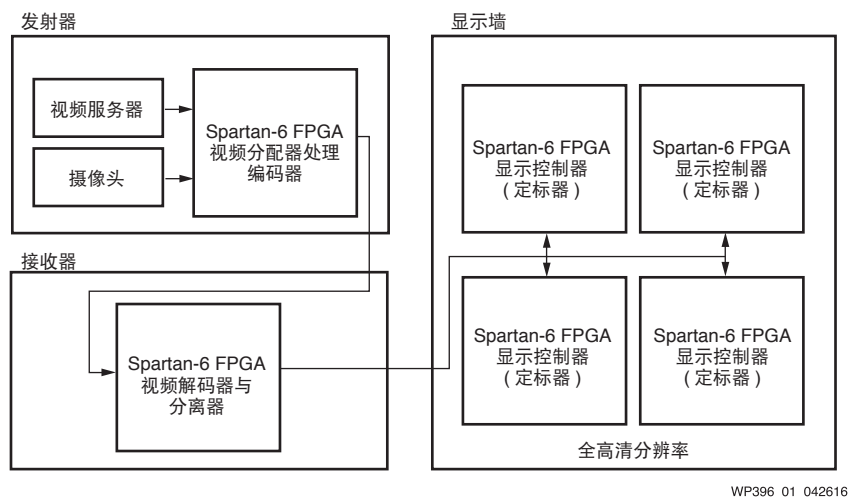 发射器
视频服务器
摄像头
Spartan-6 FPGA
视频分配器处理
编码器
接收器
Spartan-6 FPGA
视频解码器与
分离器
显示墙
Spartan-6 FPGA
显示控制器
( 定标器 )
Spartan-6 FPGA
显示控制器
( 定标器 )
Spartan-6 FPGA
显示控制器
( 定标器 )
Spartan-6 FPGA
显示控制器
( 定标器 )
全高清分辨率
WP396_01_042616